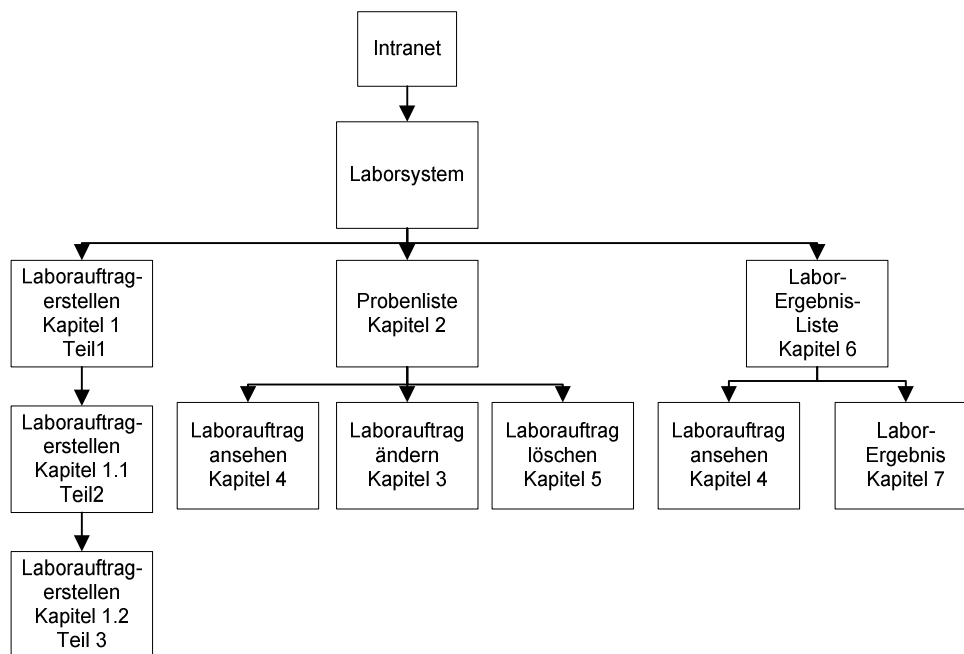 Intranet
Laborsystem
Laborauftrag-
erstellen
Kapitel 1
Teil1
Probenliste
Kapitel 2
Labor-
Ergebnis-
Liste
Kapitel 6
Laborauftrag-
erstellen
Kapitel 1.1
Teil2
Laborauftrag
ansehen
Kapitel 4
Laborauftrag
ändern
Kapitel 3
Laborauftrag
löschen
Kapitel 5
Laborauftrag
ansehen
Kapitel 4
Labor-
Ergebnis
Kapitel 7
Laborauftrag-
erstellen
Kapitel 1.2
Teil 3